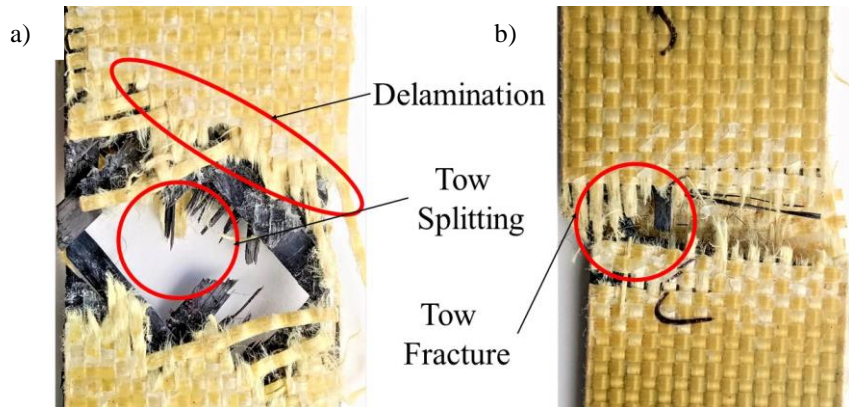 a)
b)
Delamination
Tow
Splitting
Tow
Fracture